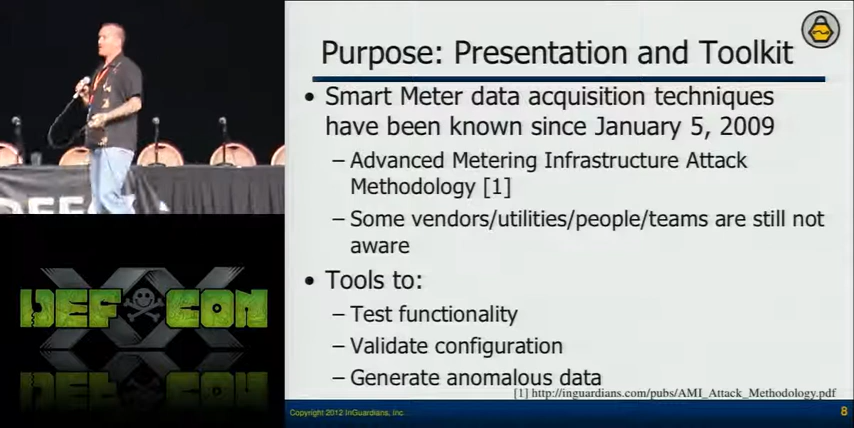 Purpose: Presentation and Toolkit
• Smart Meter data acquisition techniques
have been known since January 5, 2009
– Advanced Metering Infrastructure Attack
Methodology [1]
– Some vendors/utilities/people/teams are still not
aware
• Tools to:
– Test functionality
– Validate configuration
– Generate anomalous data
[1] http://inguardians.com/pubs/AMI_Attack_Methodology.pdf
Copyright 2012 InGuardians, Inc.
8
DEF CON
XX